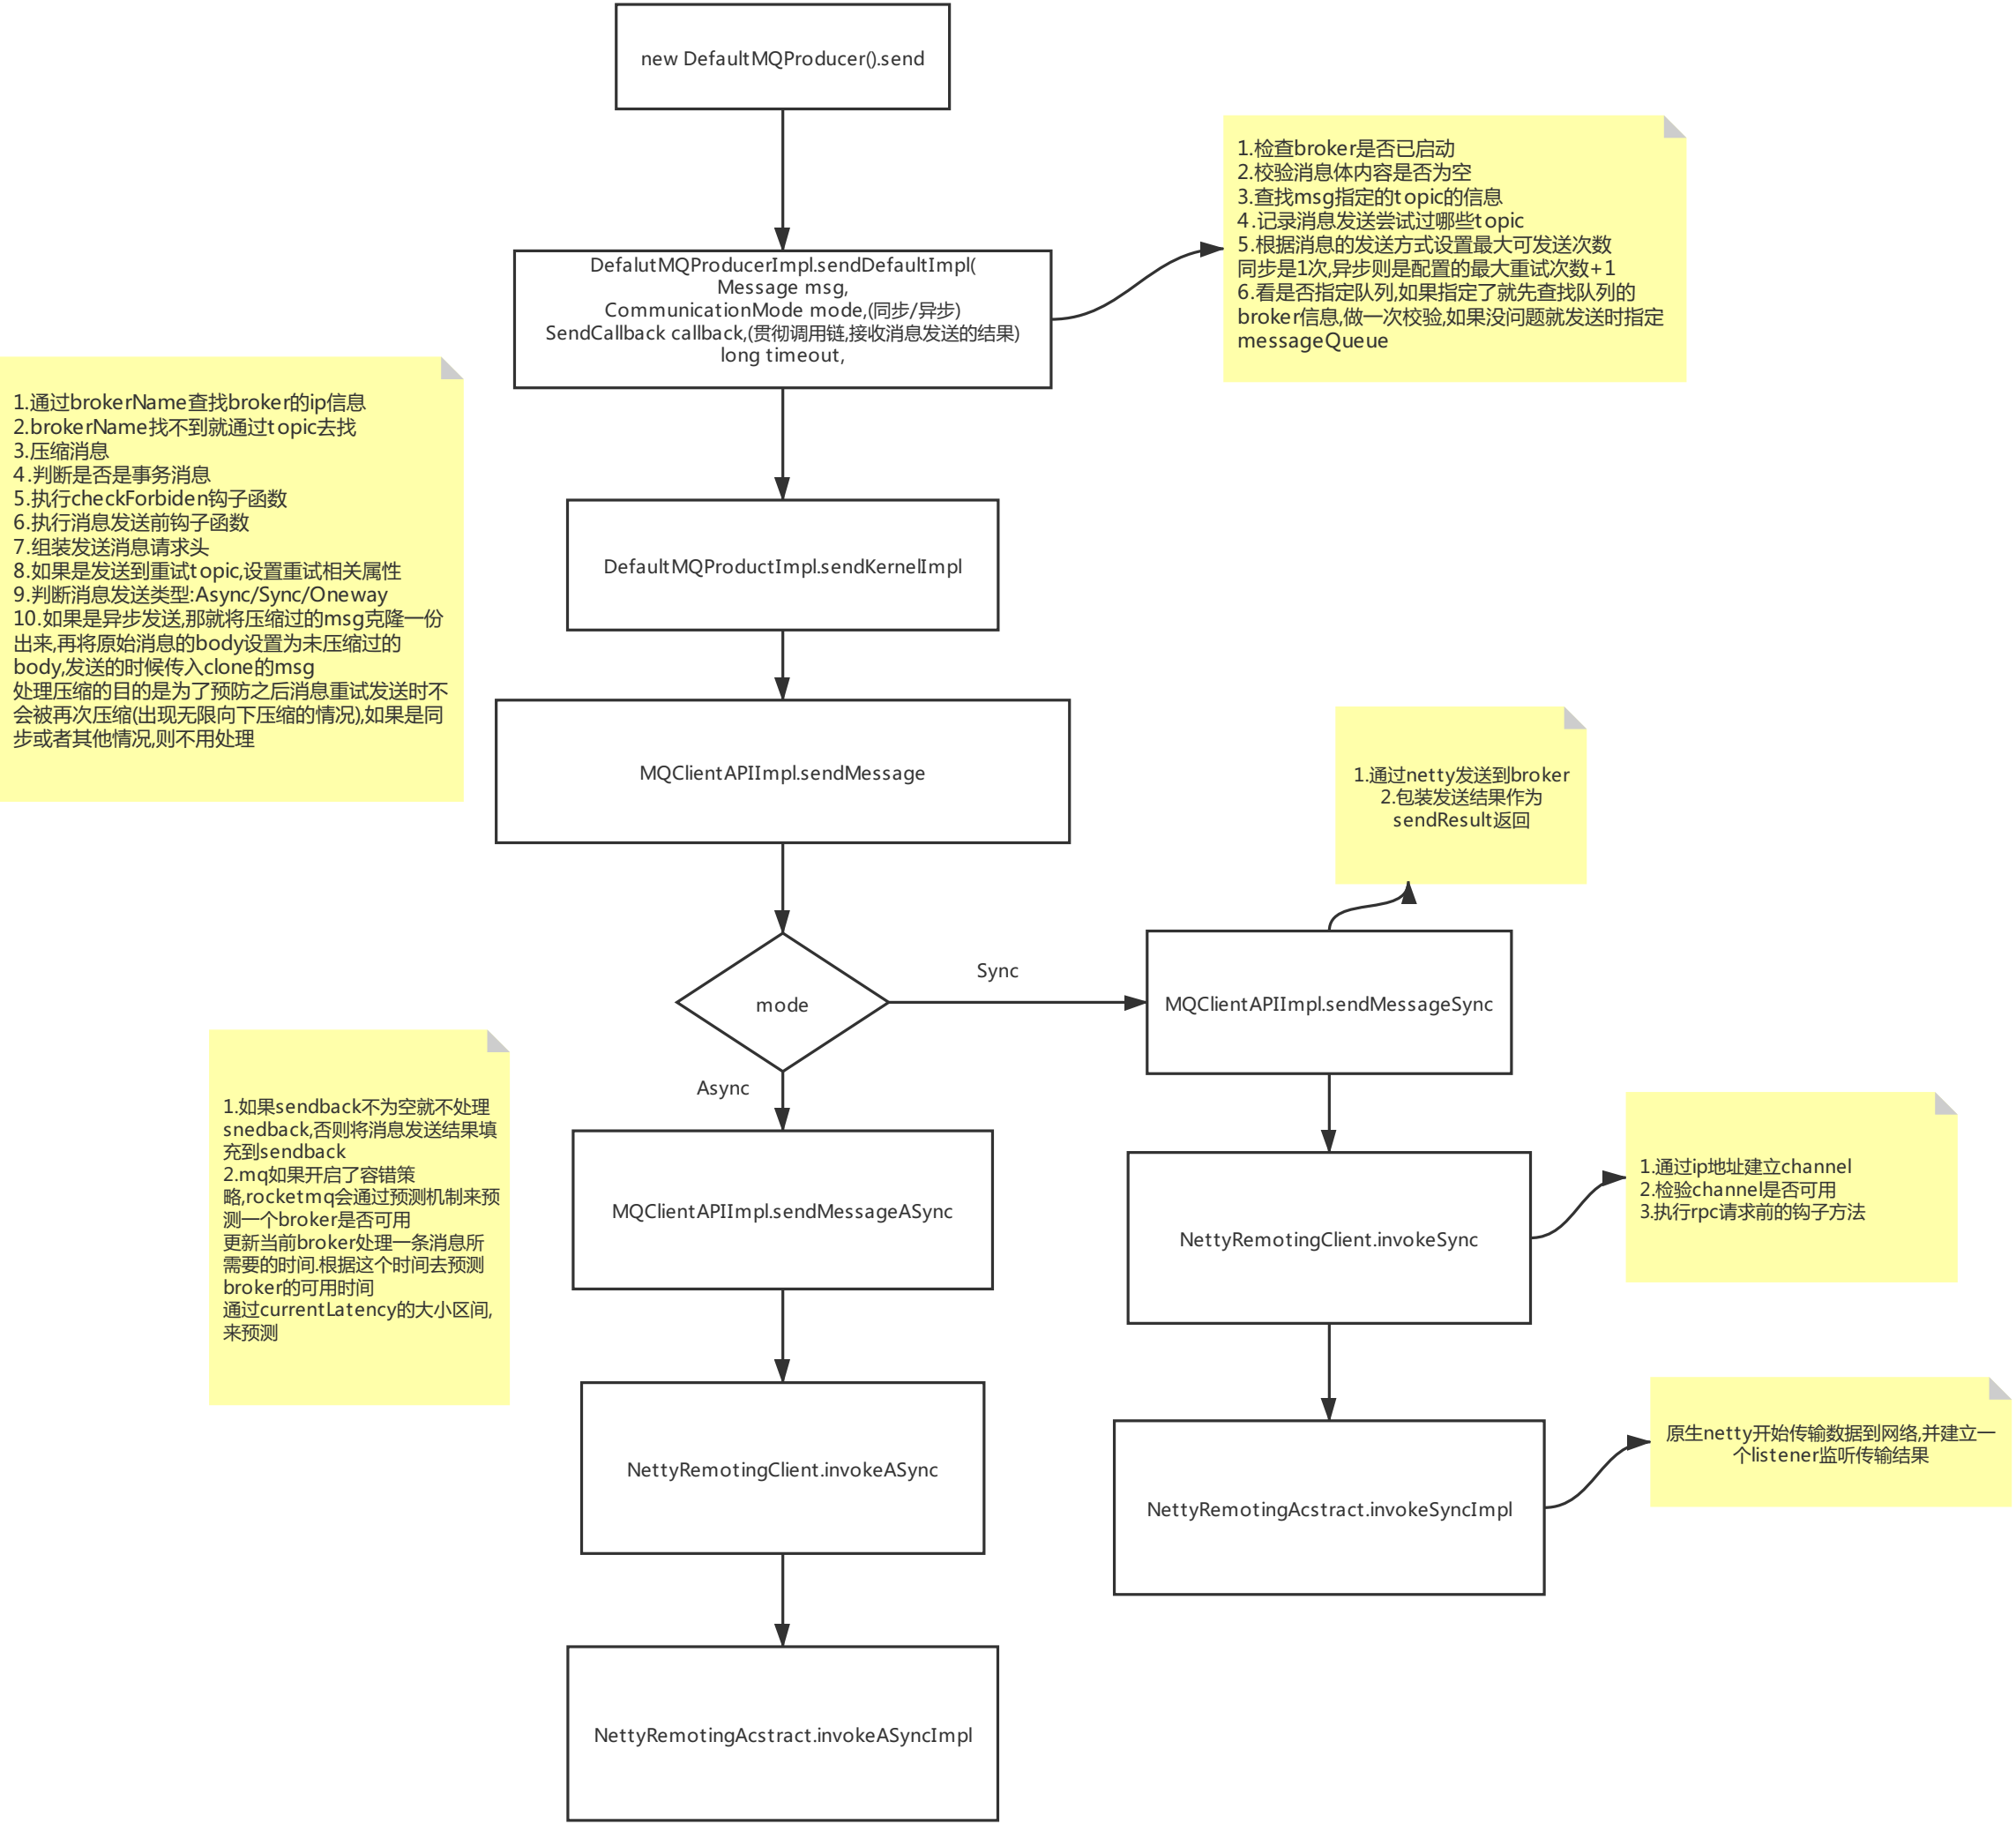 new DefaultMQProducer().send
1.检查broker是否已启动
2.校验消息体内容是否为空
3.查找msg指定的topic的信息
4.记录消息发送尝试过哪些topic
5.根据消息的发送方式设置最大可发送次数
同步是1次,异步则是配置的最大重试次数+1
6.看是否指定队列,如果指定了就先查找队列的
broker信息,做一次校验,如果没问题就发送时指定
messageQueue
DefalutMQProducerImpl.sendDefaultImpl(
Message msg,
CommunicationMode mode,(同步/异步)
SendCallback callback,(贯彻调用链,接收消息发送的结果)
long timeout,
1.通过brokerName查找broker的ip信息
2.brokerName找不到就通过topic去找
3.压缩消息
4.判断是否是事务消息
5.执行checkForbiden钩子函数
6.执行消息发送前钩子函数
7.组装发送消息请求头
8.如果是发送到重试topic,设置重试相关属性
9.判断消息发送类型:Async/Sync/Oneway
10.如果是异步发送,那就将压缩过的msg克隆一份
出来,再将原始消息的body设置为未压缩过的
body,发送的时候传入clone的msg
处理压缩的目的是为了预防之后消息重试发送时不
会被再次压缩(出现无限向下压缩的情况),如果是同
步或者其他情况,则不用处理
DefaultMQProductImpl.sendKernelImpl
MQClientAPIImpl.sendMessage
1.通过netty发送到broker
2.包装发送结果作为
sendResult返回
mode
Sync
MQClientAPIImpl.sendMessageSync
Async
1.如果sendback不为空就不处理
snedback,否则将消息发送结果填
充到sendback
2.mq如果开启了容错策
略,rocketmq会通过预测机制来预
测一个broker是否可用
更新当前broker处理一条消息所
需要的时间.根据这个时间去预测
broker的可用时间
通过currentLatency的大小区间,
来预测
MQClientAPIImpl.sendMessageASync
NettyRemotingClient.invokeSync
1.通过ip地址建立channel
2.检验channel是否可用
3.执行rpc请求前的钩子方法
NettyRemotingClient.invokeASync
NettyRemotingAcstract.invokeSyncImpl
原生netty开始传输数据到网络,并建立一
个listener监听传输结果
NettyRemotingAcstract.invokeASyncImpl